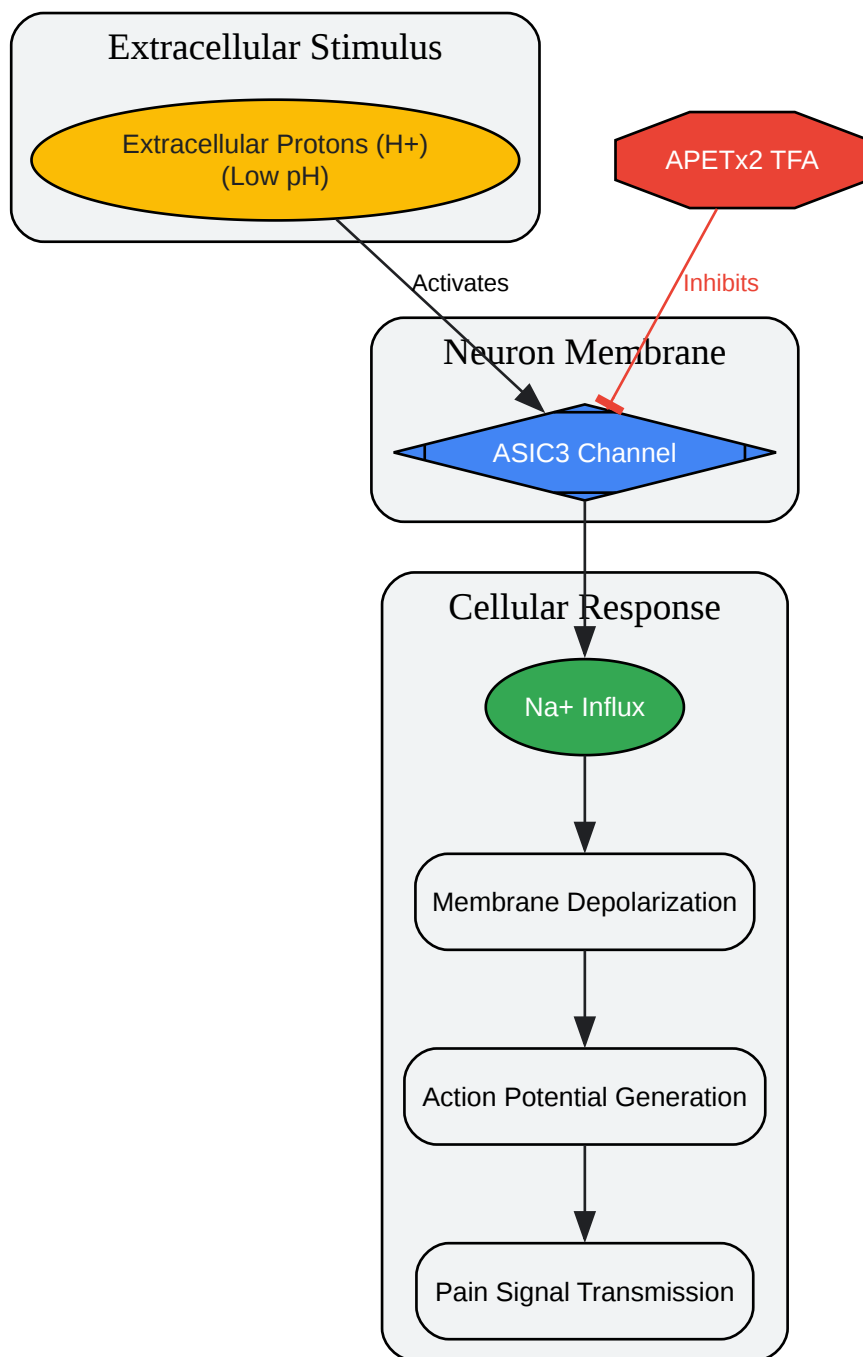 Extracellular Stimulus
Extracellular Protons (H+)
(Low pH)
APETx2 TFA
Activates
Inhibits
Neuron Membrane
ASIC3 Channel
Cellular Response
Na+ Influx
Membrane Depolarization
Action Potential Generation
Pain Signal Transmission